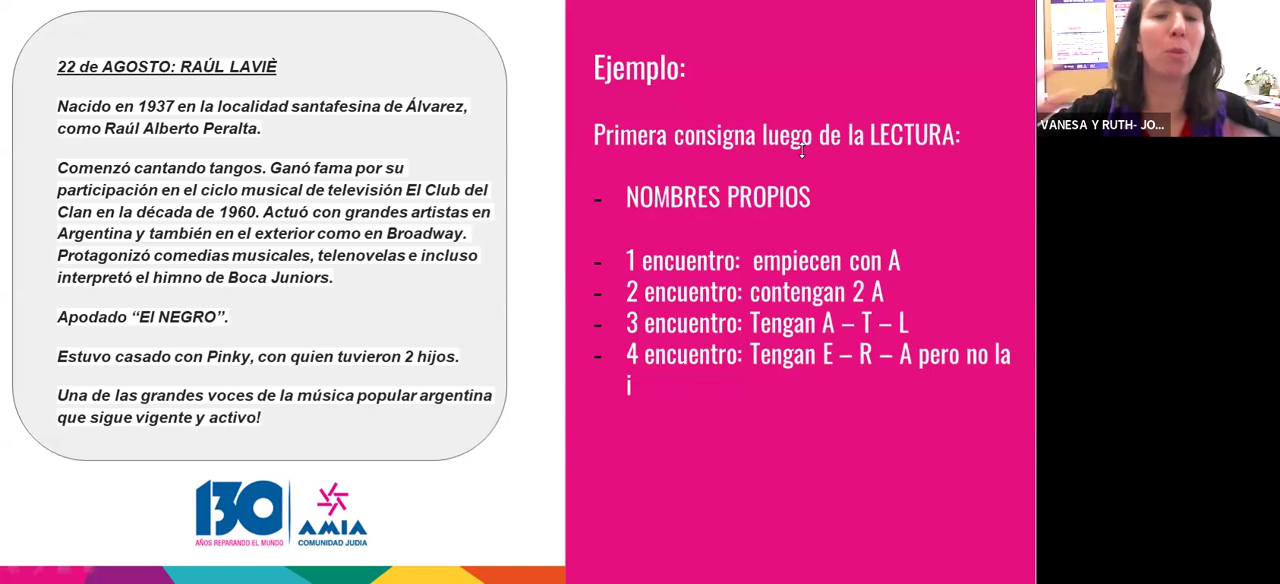 22 de AGOSTO: RAÚL LAVIÈ
Nacido en 1937 en la localidad santafesina de Álvarez,
como Raúl Alberto Peralta.
Comenzó cantando tangos. Ganó fama por su
participación en el ciclo musical de televisión El Club del
Clan en la década de 1960. Actuó con grandes artistas en
Argentina y también en el exterior como en Broadway.
Protagonizó comedias musicales, telenovelas e incluso
interpretó el himno de Boca Juniors.
Apodado “El NEGRO”.
Estuvo casado con Pinky, con quien tuvieron 2 hijos.
Una de las grandes voces de la música popular argentina
que sigue vigente y activo!
130
AÑOS REPARANDO EL MUNDO
AMIA
COMUNIDAD JUDIA
Ejemplo:
Primera consigna luego de la LECTURA:
- NOMBRES PROPIOS
- 1 encuentro: empiecen con A
- 2 encuentro: contengan 2 A
- 3 encuentro: Tengan A – T – L
- 4 encuentro: Tengan E – R – A pero no la
i
VANESA Y RUTH- JO...